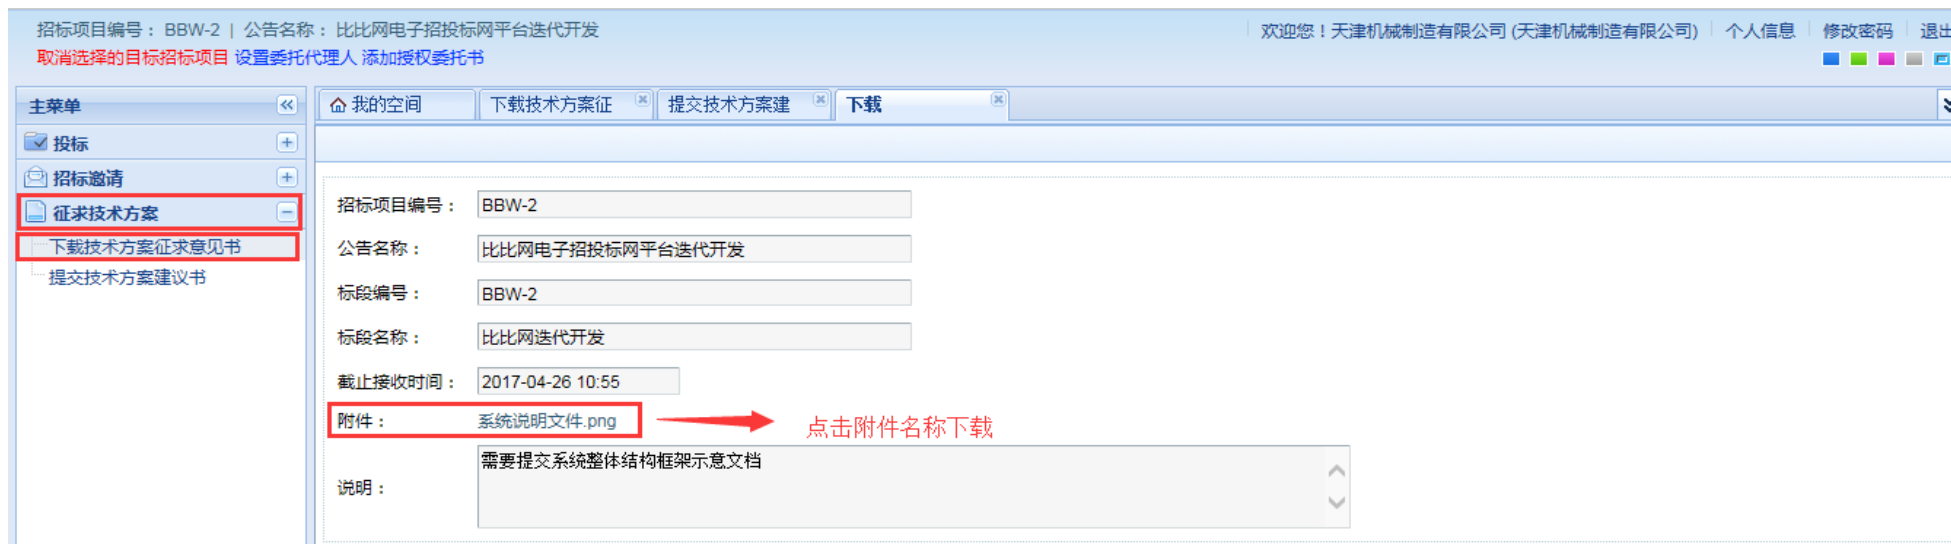 招标项目编号： BBW-2 | 公告名称： 比比网电子招投标网平台迭代开发
欢迎您！天津机械制造有限公司 (天津机械制造有限公司) 个人信息 修改密码 退出
取消选择的目标招标项目 设置委托代理人 添加授权委托书
主菜单
我的空间 下载技术方案征 提交技术方案建 下载
投标
招标邀请
征求技术方案
下载技术方案征求意见书
提交技术方案建议书
招标项目编号： BBW-2
公告名称： 比比网电子招投标网平台迭代开发
标段编号： BBW-2
标段名称： 比比网迭代开发
截止接收时间： 2017-04-26 10:55
附件： 系统说明文件.png 点击附件名称下载
说明： 需要提交系统整体结构框架示意文档